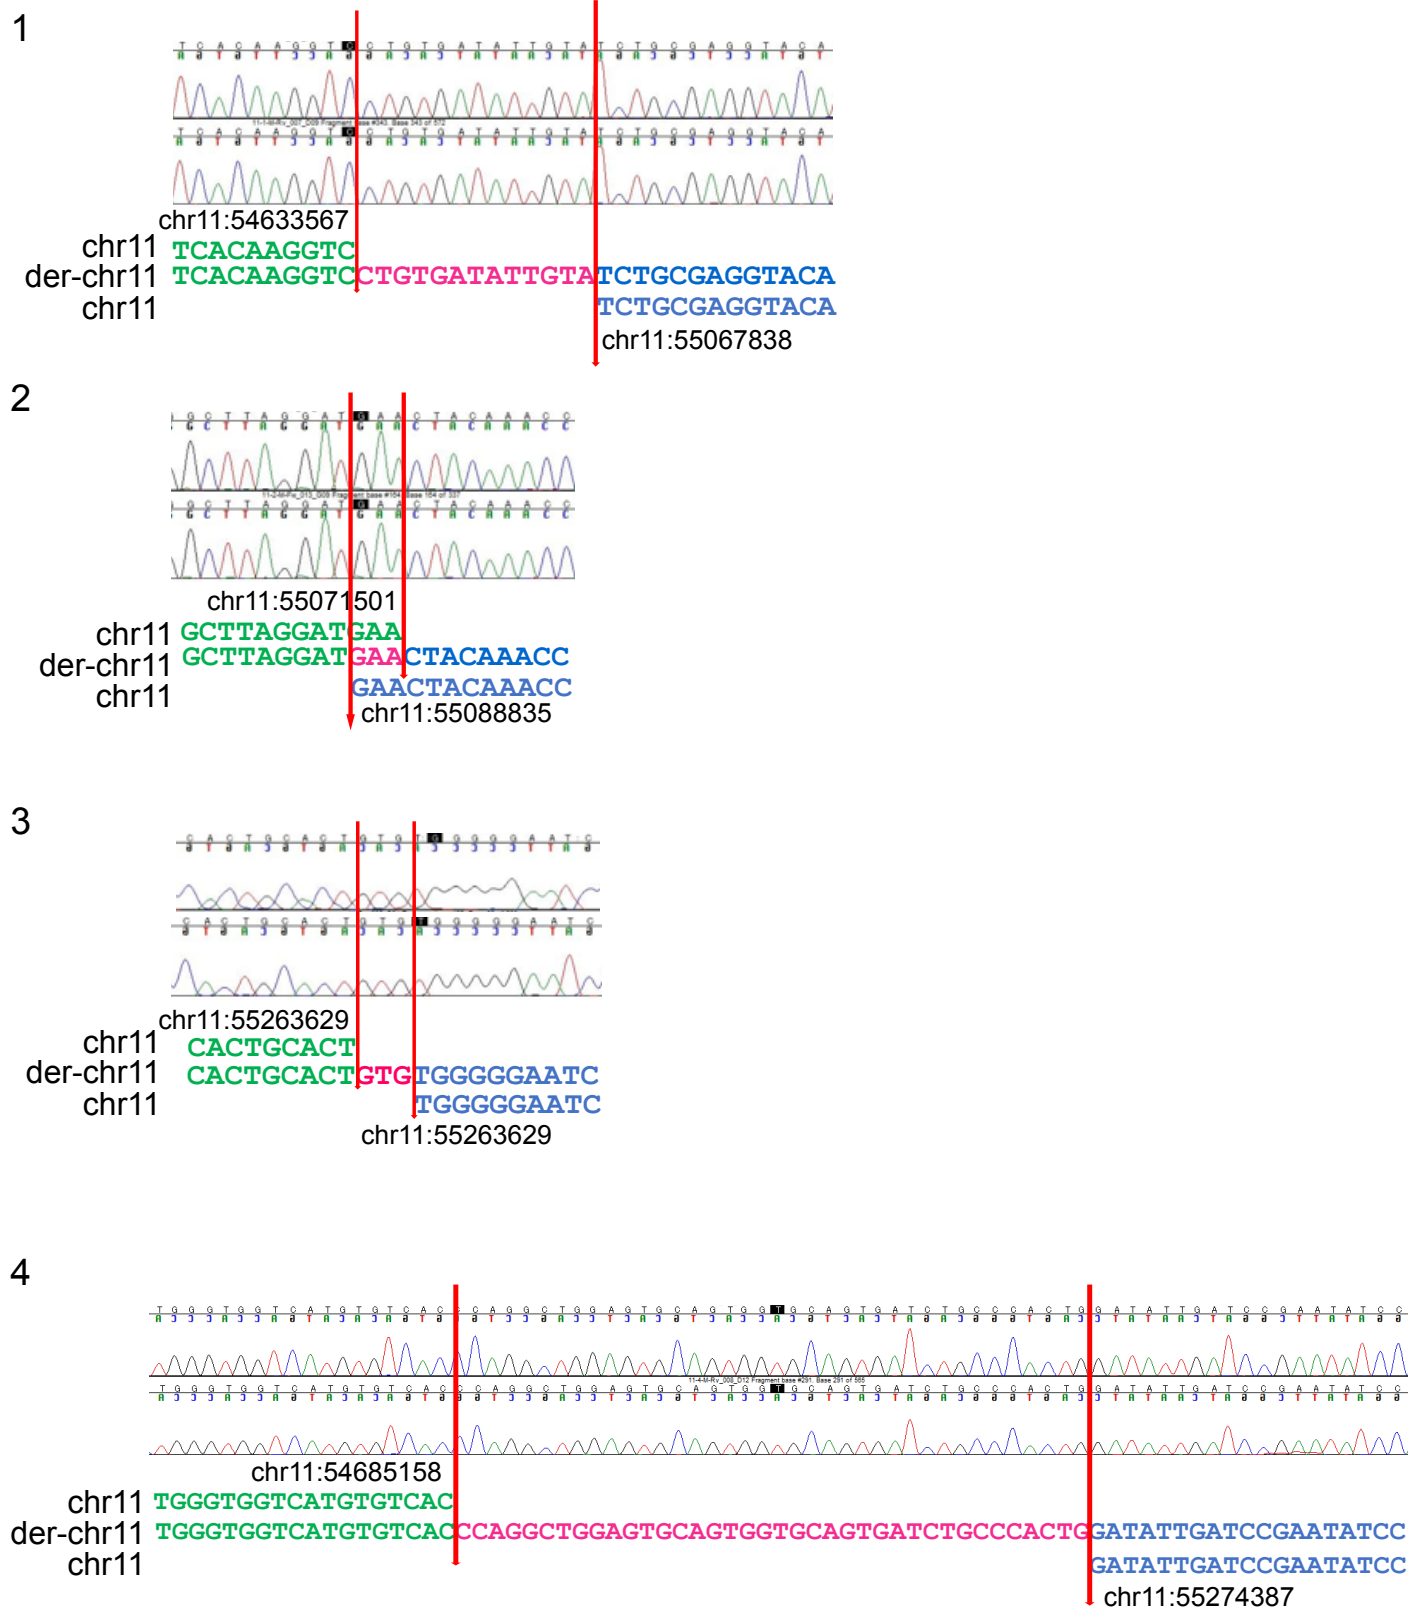 1
T C A C A A G G T C C T G T G A T A T T G T A T C T G C G A G G T A C A
T C A C A A G G T C C T G T G A T A T T G T A T C T G C G A G G T A C A
chr11:54633567
chr11 TCACAAGGTC
der-chr11 TCACAAGGTCCTGTGATATTGTATCTGCGAGGTACA
chr11 TCTGCGAGGTACA
chr11:55067838
2
G C T T A G G A T G A A C T A C A A A C C
G C T T A G G A T G A A C T A C A A A C C
G C T T A G G A T G A A C T A C A A A C C
G C T T A G G A T G A A C T A C A A A C C
chr11:55071501
chr11 GCTTAGGATGAA
der-chr11 GCTTAGGATGAACTACAAACC
chr11 GAACTACAAACC
chr11:55088835
3
C A C T G C A C T G T G T G G G G G A A T C
C A C T G C A C T G T G T G G G G G A A T C
chr11:55263629
chr11 CACTGCACT
der-chr11 CACTGCACTGTGTGGGGGAATC
chr11 TGGGGGAATC
chr11:55263629
4
T G G G T G G T C A T G T G T C A C C C A G G C T G G A G T G C A G T G G T G C A G T G A T C T G C C C A C T G G A T A T T G A T C C G A A T A T C C
T G G G T G G T C A T G T G T C A C C C A G G C T G G A G T G C A G T G G T G C A G T G A T C T G C C C A C T G G A T A T T G A T C C G A A T A T C C
chr11:54685158
chr11 TGGGTGGTCATGTGTCAC
der-chr11 TGGGTGGTCATGTGTCACCCAGGCTGGAGTGCAGTGGTGCAGTGATCTGCCCACTGGATATTGATCCGAATATCC
chr11 GATATTGATCCGAATATCC
chr11:55274387